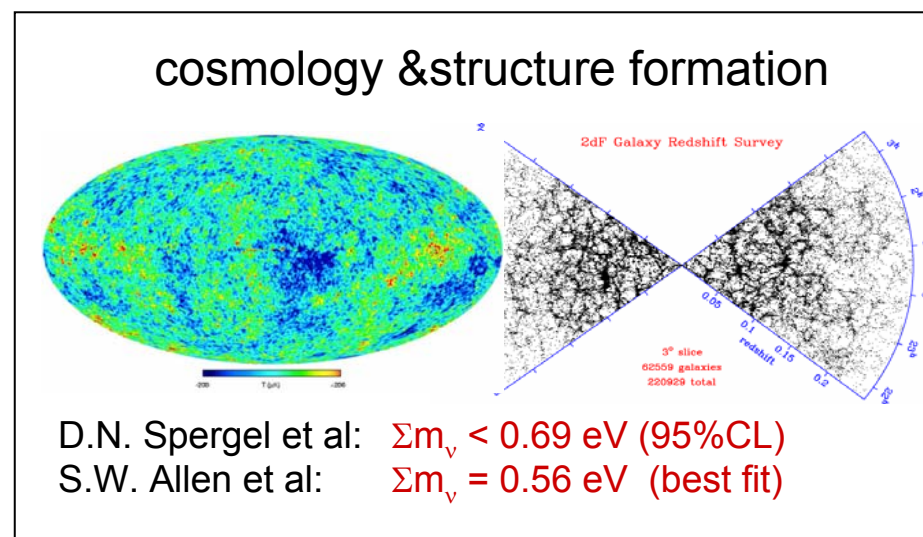 cosmology &structure formation
2dF Galaxy Redshift Survey
0.05
0.1
0.15
0.2
redshift
3° slice
62559 galaxies
220929 total
-200 T (μK) +200
D.N. Spergel et al: Σmν < 0.69 eV (95%CL)
S.W. Allen et al: Σmν = 0.56 eV (best fit)